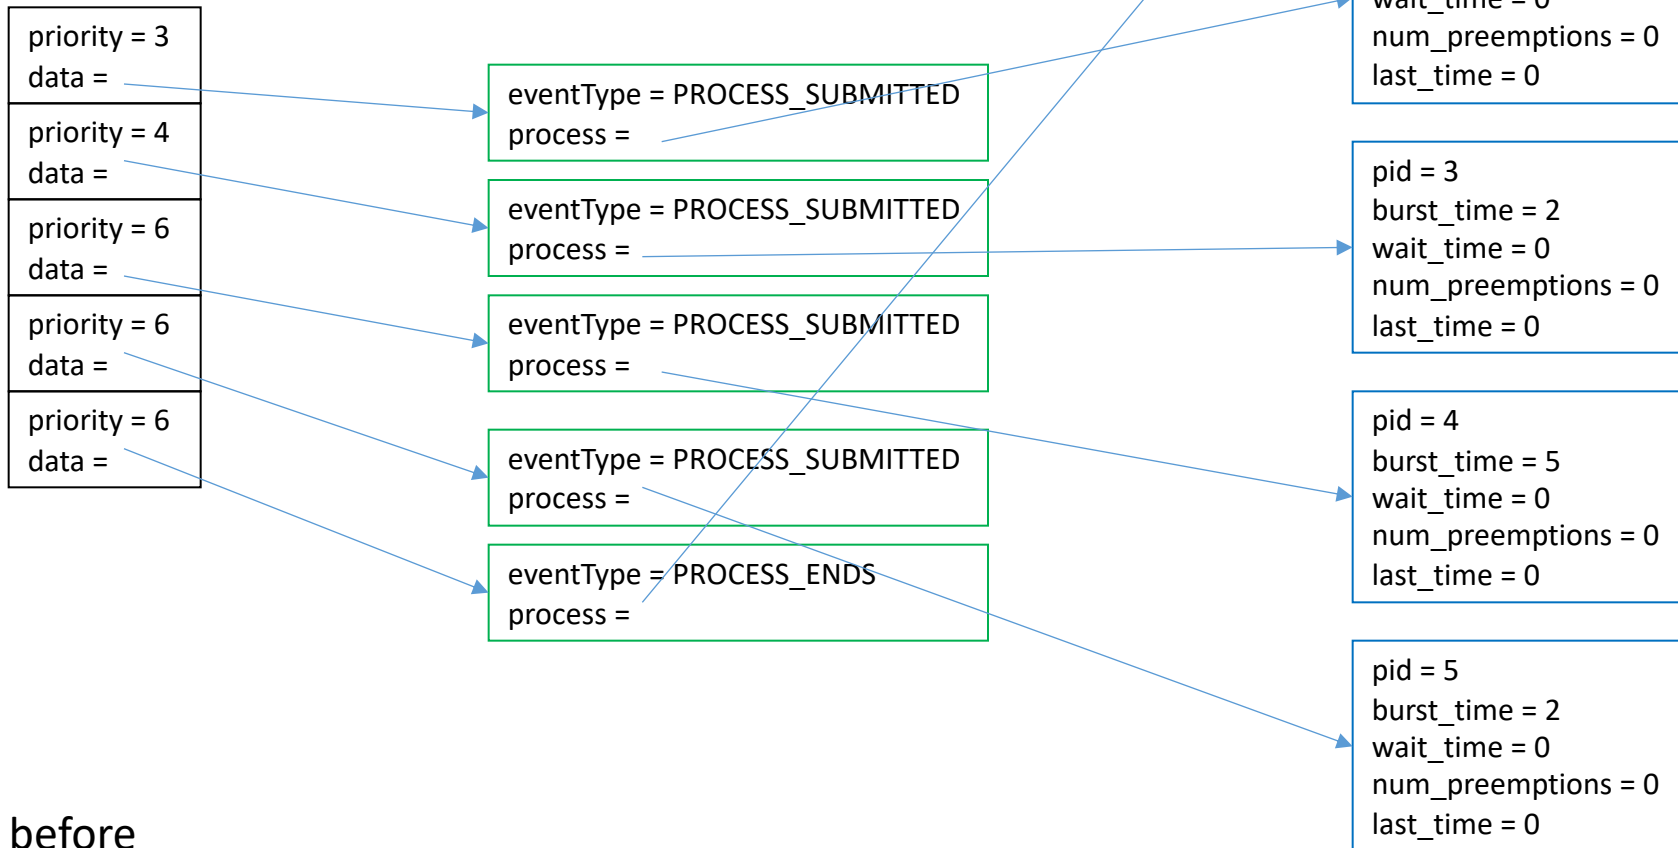 priority = 3
data =
priority = 4
data =
priority = 6
data =
priority = 6
data =
priority = 6
data =
eventType = PROCESS_SUBMITTED
process =
eventType = PROCESS_SUBMITTED
process =
eventType = PROCESS_SUBMITTED
process =
eventType = PROCESS_SUBMITTED
process =
eventType = PROCESS_ENDS
process =
wait_time = 0
num_preemptions = 0
last_time = 0
pid = 3
burst_time = 2
wait_time = 0
num_preemptions = 0
last_time = 0
pid = 4
burst_time = 5
wait_time = 0
num_preemptions = 0
last_time = 0
pid = 5
burst_time = 2
wait_time = 0
num_preemptions = 0
last_time = 0
before